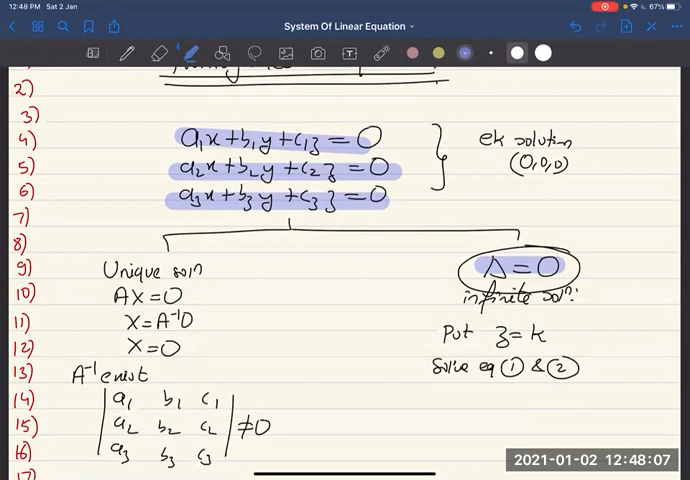 12:48 PM Sat 2 Jan
67%
System Of Linear Equation
2)
3)
4) a₁x + b₁y + c₁z = 0
ek solution
5) a₂x + b₂y + c₂z = 0
(0,0,0)
6) a₃x + b₃y + c₃z = 0
7)
8)
9) Unique soln
Δ = 0
10) AX = 0
infinite soln:
11) X = A⁻¹0
Put z = k
12) X = 0
Solve eq ① & ②
13) A⁻¹ exist
14) a₁ b₁ c₁
15) a₂ b₂ c₂ ≠ 0
16) a₃ b₃ c₃
17)
2021-01-02 12:48:07